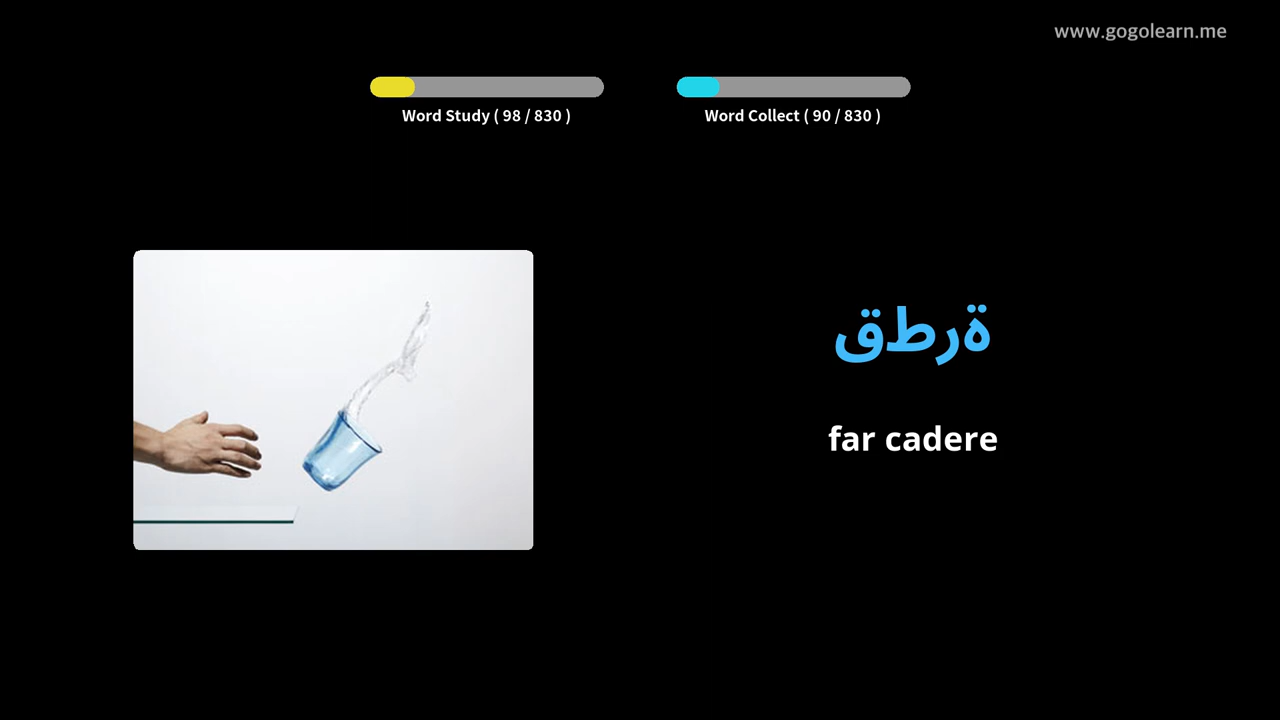 www.gogolearn.me
Word Study ( 98 / 830 )
Word Collect ( 90 / 830 )
ةرطق
far cadere